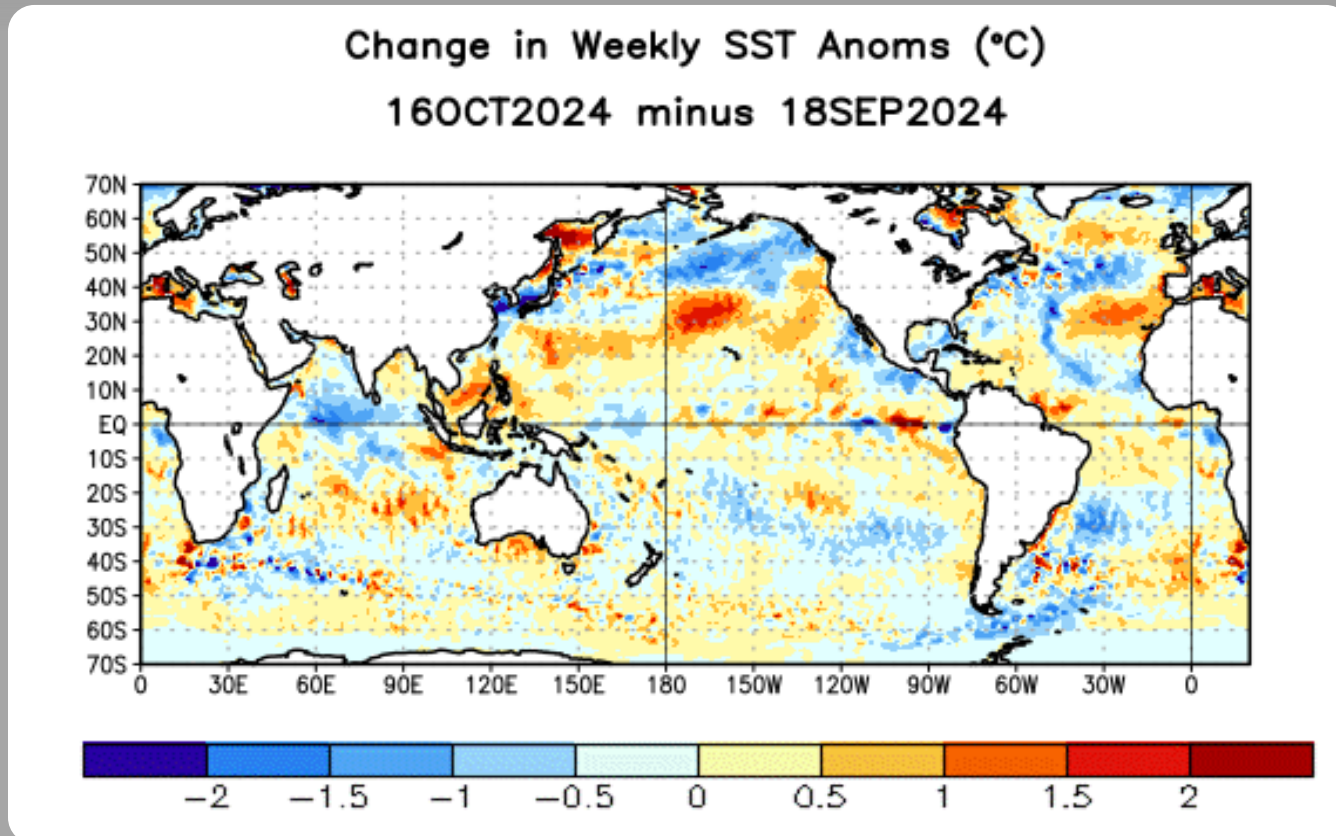 Change in Weekly SST Anoms (°C)
16OCT2024 minus 18SEP2024
70N
60N
50N
40N
30N
20N
10N
EQ
10S
20S
30S
40S
50S
60S
70S
0 30E 60E 90E 120E 150E 180 150W 120W 90W 60W 30W 0
−2 −1.5 −1 −0.5 0 0.5 1 1.5 2